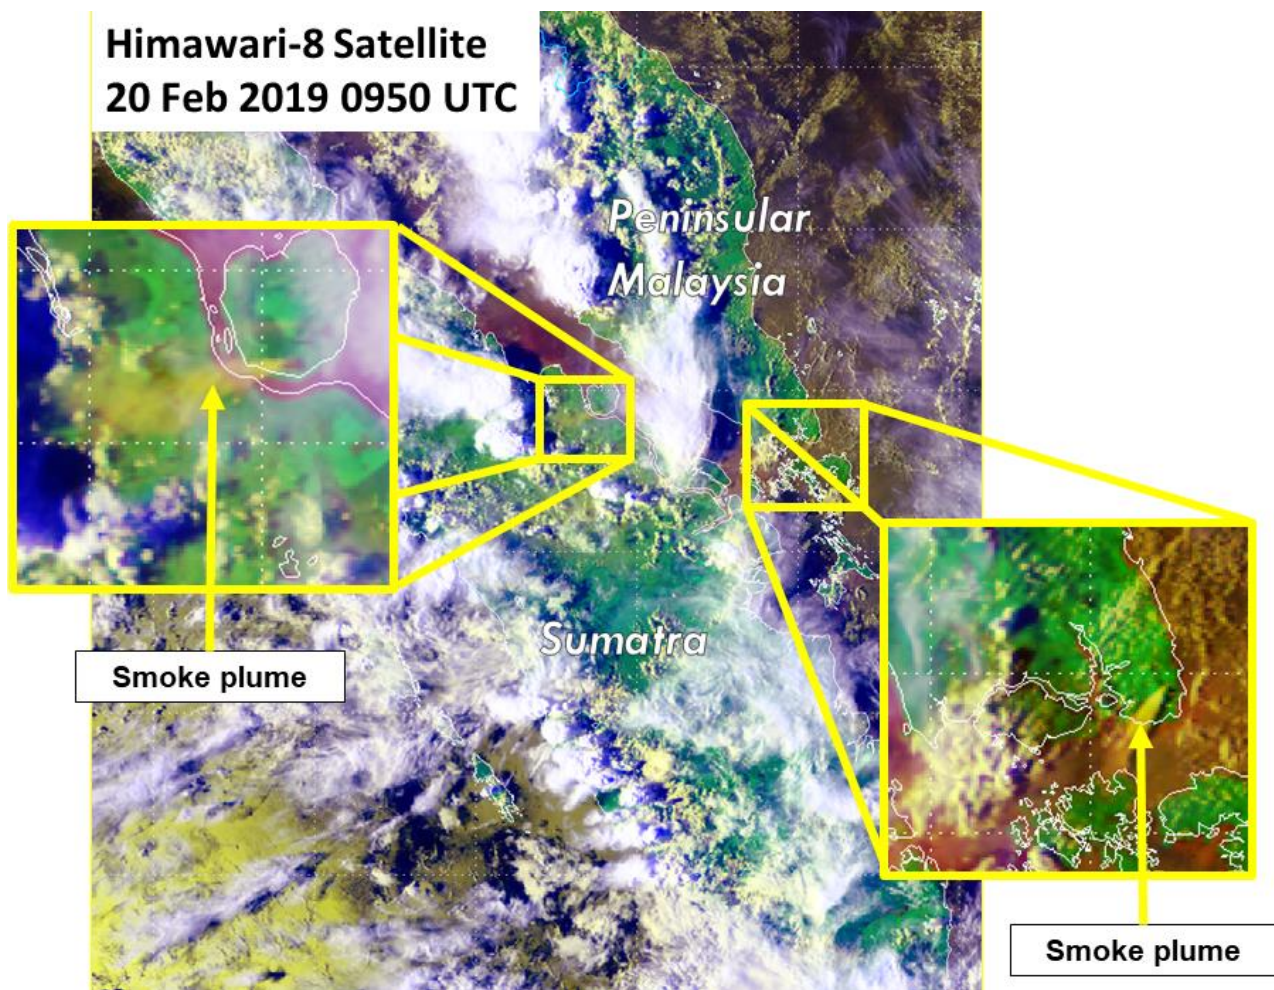 Himawari-8 Satellite
20 Feb 2019 0950 UTC
Peninsular
Malaysia
Smoke plume
Sumatra
Smoke plume